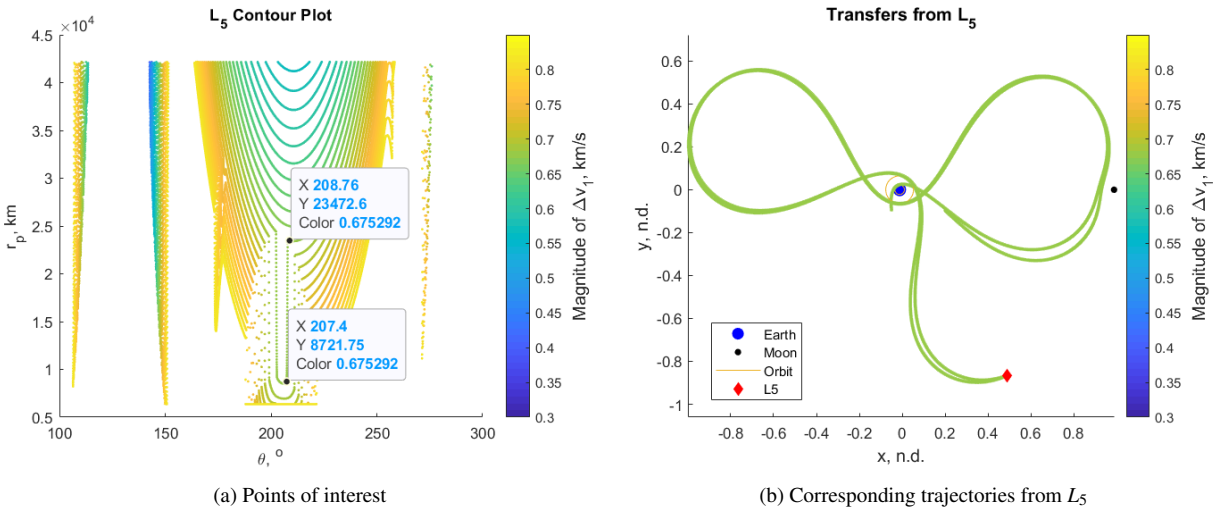 L5 Contour Plot
×10^4
4.5
4
3.5
3
2.5
2
1.5
1
0.5
r_p, km
100
150
200
250
300
θ, °
X 208.76
Y 23472.6
Color 0.675292
X 207.4
Y 8721.75
Color 0.675292
0.8
0.75
0.7
0.65
0.6
0.55
0.5
0.45
0.4
0.35
0.3
Magnitude of Δv_1, km/s
(a) Points of interest
Transfers from L5
0.6
0.4
0.2
0
-0.2
-0.4
-0.6
-0.8
-1
y, n.d.
-0.8
-0.6
-0.4
-0.2
0
0.2
0.4
0.6
0.8
x, n.d.
Earth
Moon
Orbit
L5
0.8
0.75
0.7
0.65
0.6
0.55
0.5
0.45
0.4
0.35
0.3
Magnitude of Δv_1, km/s
(b) Corresponding trajectories from L5